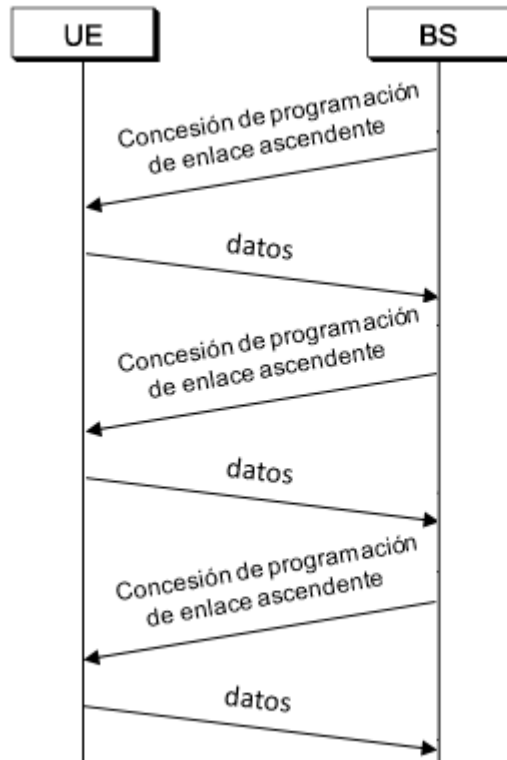 UE
BS
Concesión de programación
de enlace ascendente
datos
Concesión de programación
de enlace ascendente
datos
Concesión de programación
de enlace ascendente
datos